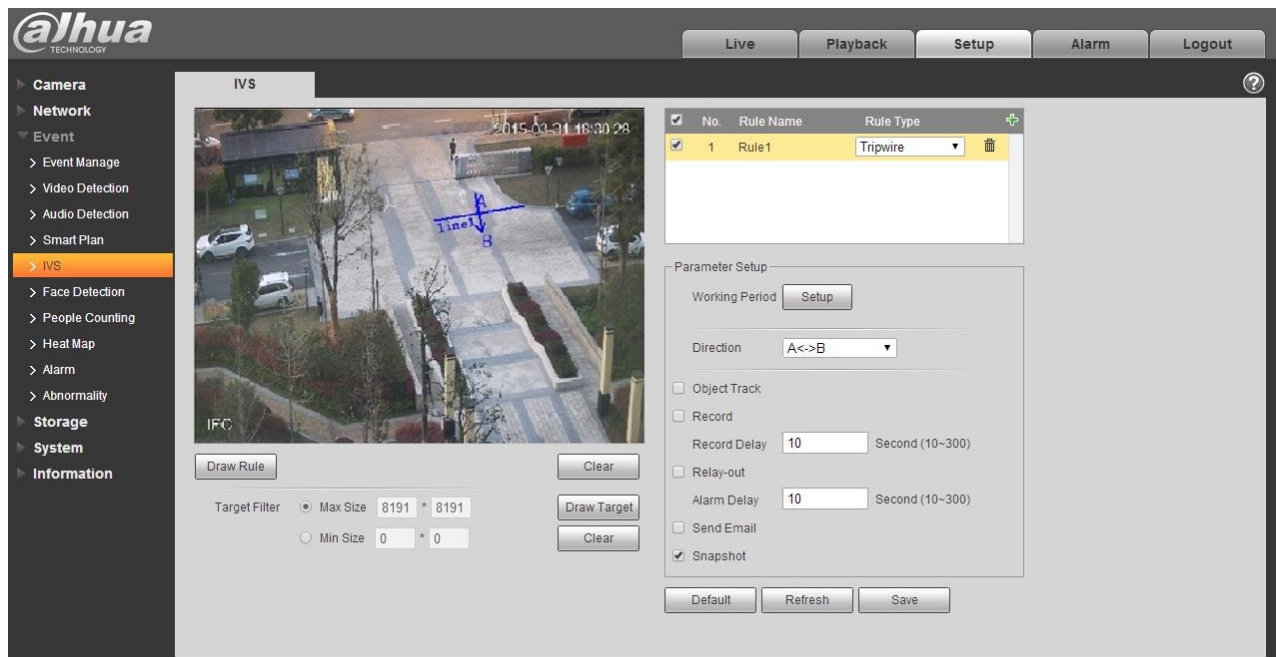 alhua
TECHNOLOGY
Live Playback Setup Alarm Logout
Camera
Network
Event
Event Manage
Video Detection
Audio Detection
Smart Plan
IVS
Face Detection
People Counting
Heat Map
Alarm
Abnormality
Storage
System
Information
IVS
?
2015-03-31 18:30:28
A
line1
B
IPC
Draw Rule Clear
Target Filter Max Size 8191 * 8191 Draw Target
Min Size 0 * 0 Clear
No. Rule Name Rule Type
1 Rule1 Tripwire
Parameter Setup
Working Period Setup
Direction A<->B
Object Track
Record
Record Delay 10 Second (10~300)
Relay-out
Alarm Delay 10 Second (10~300)
Send Email
Snapshot
Default Refresh Save